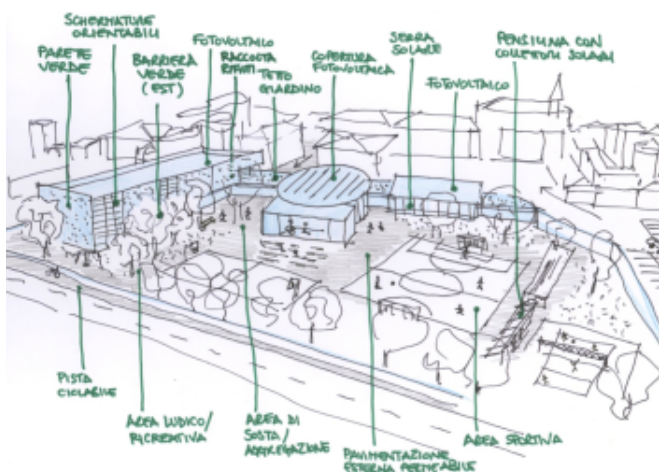 SCHERMATURE
ORIENTABILI
PARETE
VERDE
BARRIERA
VERDE
(EST)
FOTOVOLTAICO
RACCOLTA
RIFIUTI
TETTO
GIARDINO
COPERTURA
FOTOVOLTAICA
SERRA
SOLARE
FOTOVOLTAICO
PENSILINA CON
COLLETTORI SOLARI
PISTA
CICLABILE
AREA LUDICO/
RICREATIVA
AREA DI
SOSTA/
AGGREGAZIONE
PAVIMENTAZIONE
ESTERNA PERMEABILE
AREA SPORTIVA